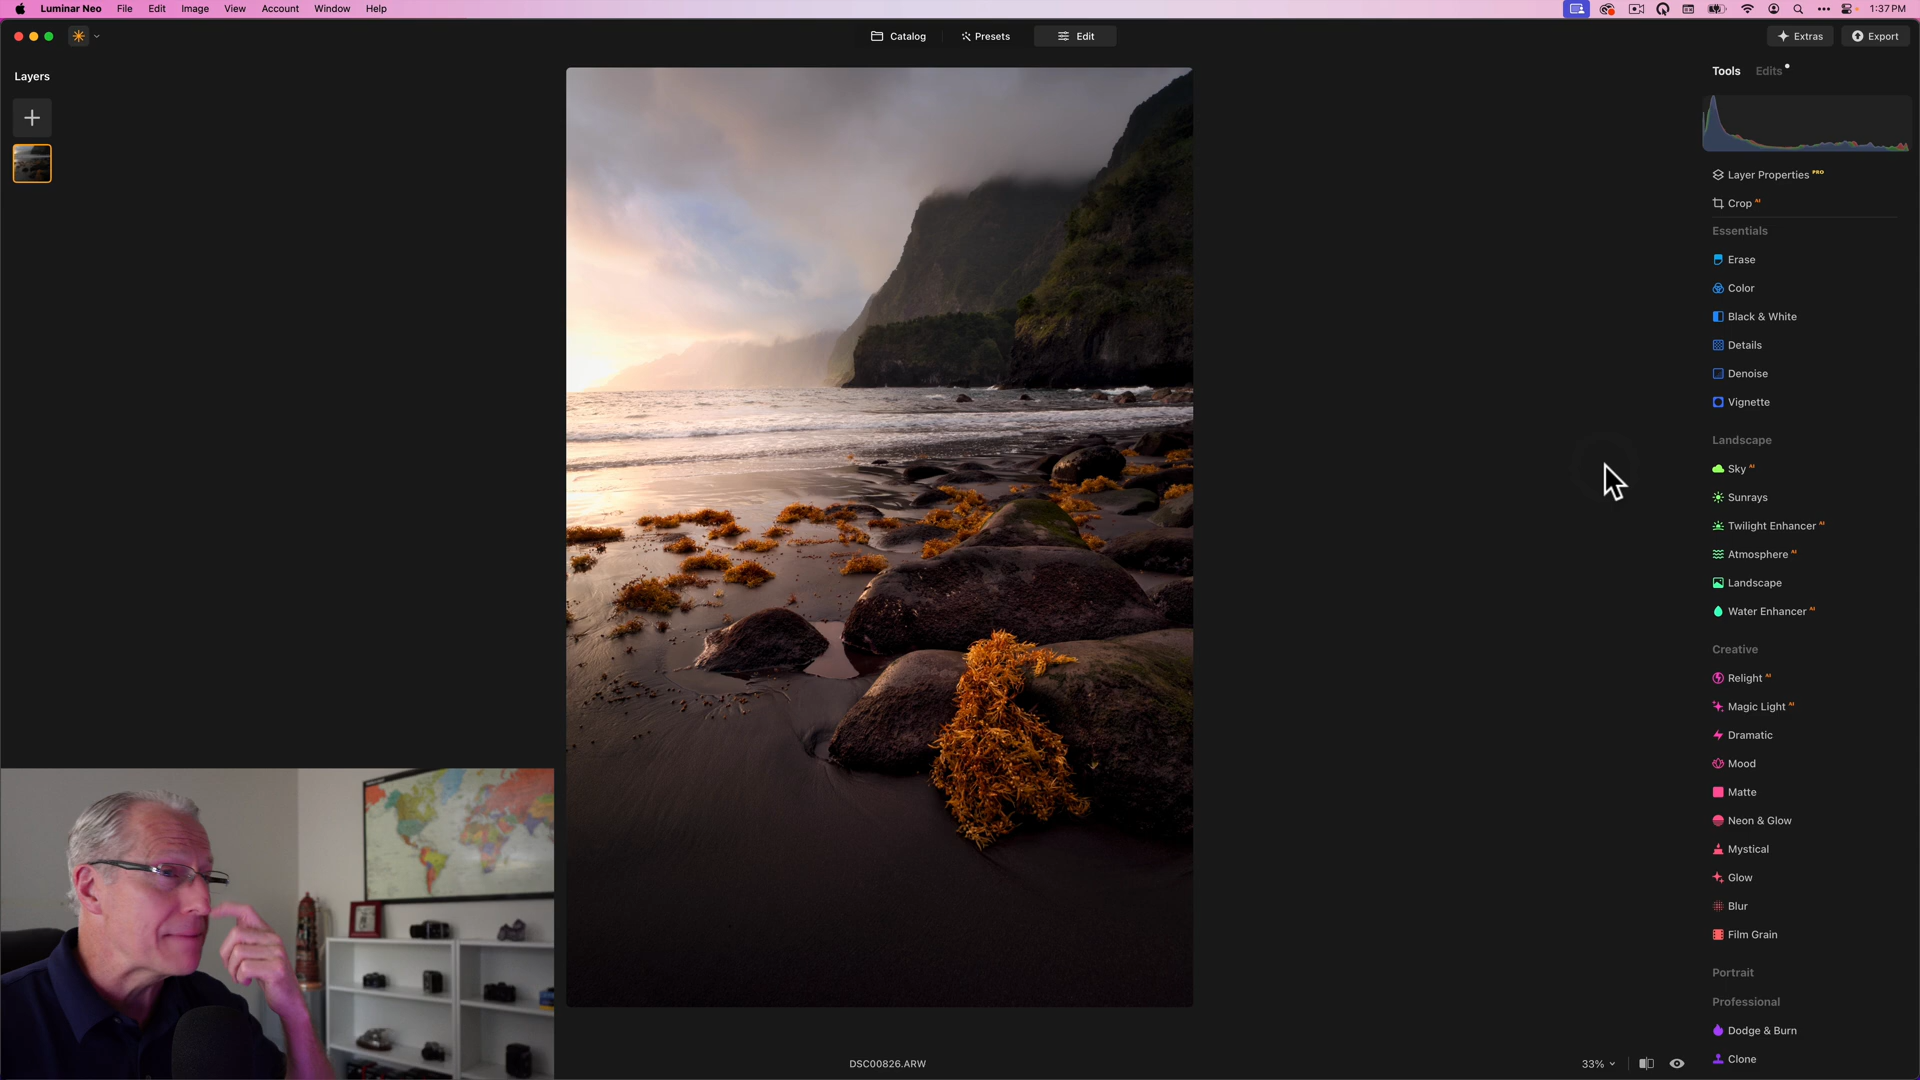 Luminar Neo File Edit Image View Account Window Help 1:37 PM
Catalog Presets Edit Extras Export
Layers
Tools Edits
Layer Properties PRO
Crop AI
Essentials
Erase
Color
Black & White
Details
Denoise
Vignette
Landscape
Sky AI
Sunrays
Twilight Enhancer AI
Atmosphere AI
Landscape
Water Enhancer AI
Creative
Relight AI
Magic Light AI
Dramatic
Mood
Matte
Neon & Glow
Mystical
Glow
Blur
Film Grain
Portrait
Professional
Dodge & Burn
Clone
DSC00826.ARW
33%